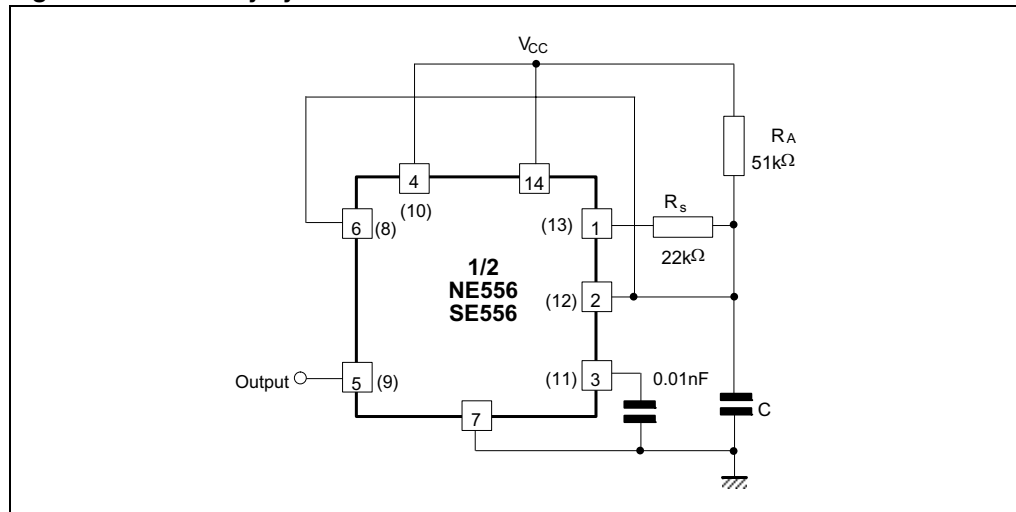 V_CC
R_A
51kΩ
4
14
(10)
R_s
6
(8)
(13)
1
22kΩ
1/2
NE556
SE556
(12)
2
(11)
3
0.01nF
Output
5
(9)
7
C